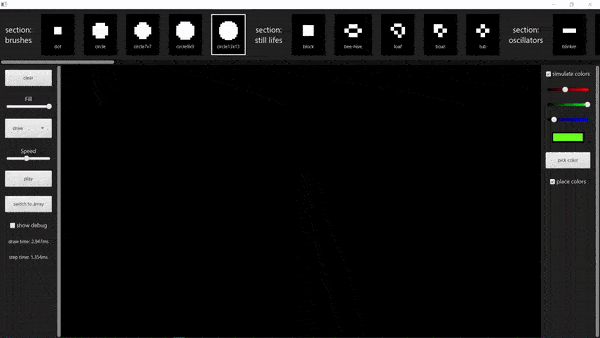 section:
brushes
dot
circle
circle7x7
circle9x9
circle13x13
section:
still lifes
block
bee-hive
loaf
boat
tub
section:
oscillators
blinker
clear
Fill
draw
Speed
play
switch to array
show debug
draw time: 2,947ms
step time: 5,354ms
simulate colors
pick color
place colors